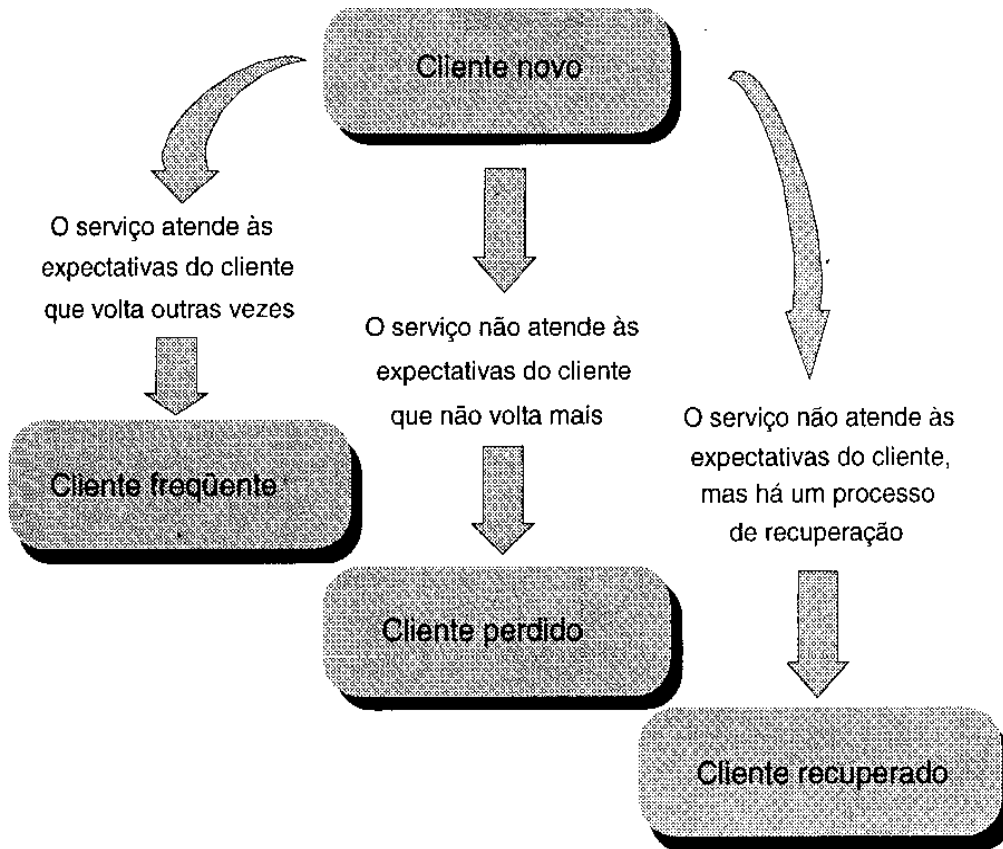 Cliente novo
O serviço atende às
expectativas do cliente
que volta outras vezes
Cliente freqüente
O serviço não atende às
expectativas do cliente
que não volta mais
Cliente perdido
O serviço não atende às
expectativas do cliente,
mas há um processo
de recuperação
Cliente recuperado